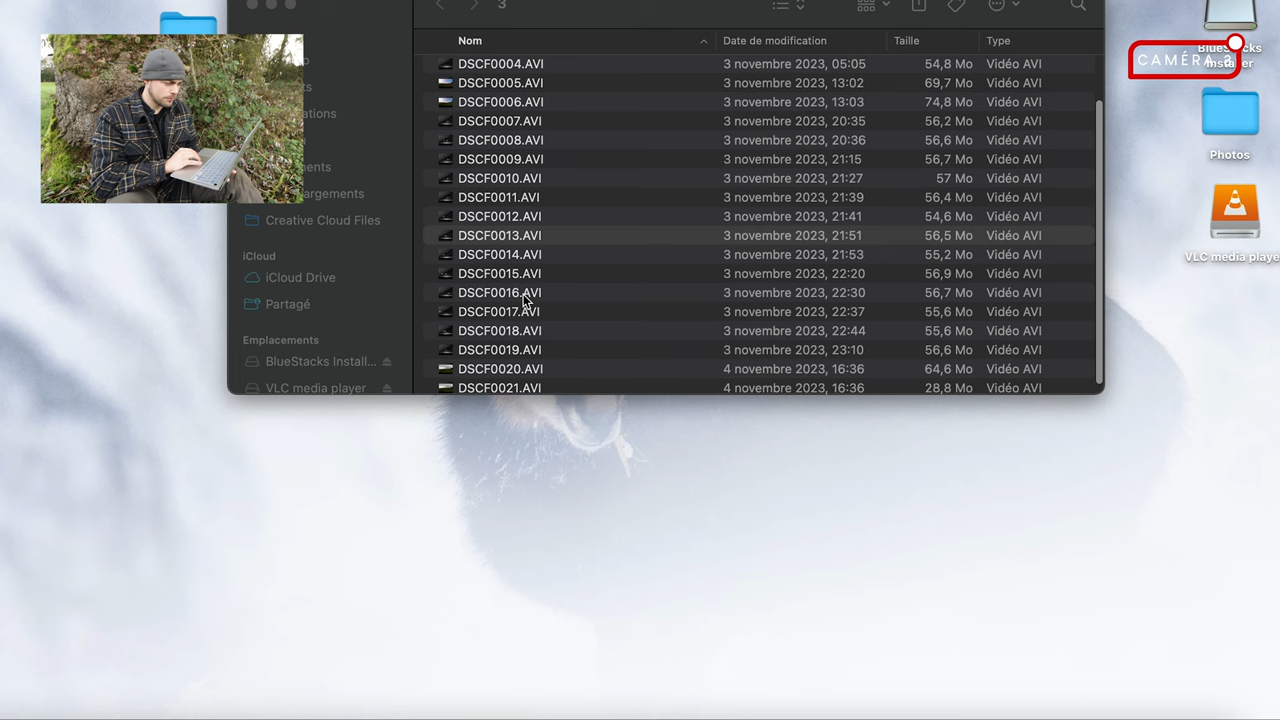 3
Nom Date de modification Taille Type
DSCF0004.AVI 3 novembre 2023, 05:05 54,8 Mo Vidéo AVI
DSCF0005.AVI 3 novembre 2023, 13:02 69,7 Mo Vidéo AVI
DSCF0006.AVI 3 novembre 2023, 13:03 74,8 Mo Vidéo AVI
DSCF0007.AVI 3 novembre 2023, 20:35 56,2 Mo Vidéo AVI
DSCF0008.AVI 3 novembre 2023, 20:36 56,6 Mo Vidéo AVI
DSCF0009.AVI 3 novembre 2023, 21:15 56,7 Mo Vidéo AVI
DSCF0010.AVI 3 novembre 2023, 21:27 57 Mo Vidéo AVI
DSCF0011.AVI 3 novembre 2023, 21:39 56,4 Mo Vidéo AVI
DSCF0012.AVI 3 novembre 2023, 21:41 54,6 Mo Vidéo AVI
DSCF0013.AVI 3 novembre 2023, 21:51 56,5 Mo Vidéo AVI
DSCF0014.AVI 3 novembre 2023, 21:53 55,2 Mo Vidéo AVI
DSCF0015.AVI 3 novembre 2023, 22:20 56,9 Mo Vidéo AVI
DSCF0016.AVI 3 novembre 2023, 22:30 56,7 Mo Vidéo AVI
DSCF0017.AVI 3 novembre 2023, 22:37 55,6 Mo Vidéo AVI
DSCF0018.AVI 3 novembre 2023, 22:44 55,6 Mo Vidéo AVI
DSCF0019.AVI 3 novembre 2023, 23:10 56,6 Mo Vidéo AVI
DSCF0020.AVI 4 novembre 2023, 16:36 64,6 Mo Vidéo AVI
DSCF0021.AVI 4 novembre 2023, 16:36 28,8 Mo Vidéo AVI
Creative Cloud Files
iCloud
iCloud Drive
Partagé
Emplacements
BlueStacks Install...
VLC media player
CAMÉRA 3
BlueStacks
Installer
Photos
VLC media playe